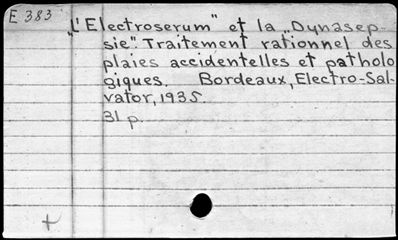 E 383
„L'Electroserum" et la „Dynasep-
sie". Traitement rationnel des
plaies accidentelles et patholo
giques. Bordeaux, Electro-Sal-
vator, 1935.
31 p.